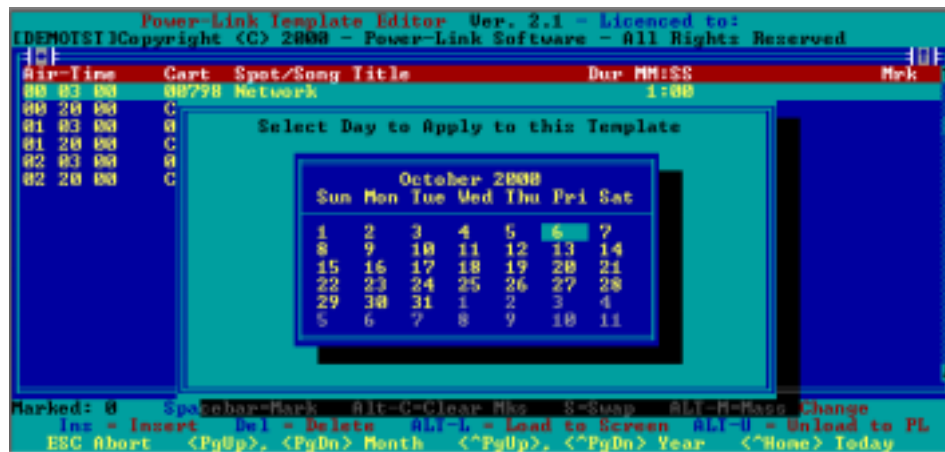 Power-Link Template Editor Ver. 2.1 - Licenced to:
[DEMOTST]Copyright (C) 2000 - Power-Link Software - All Rights Reserved
Air-Time Cart Spot/Song Title Dur MM:SS Mrk
00 03 00 00798 Network 1:00
00 20 00 C
01 03 00 0
01 20 00 C
02 03 00 0
02 20 00 C
Select Day to Apply to this Template
October 2000
Sun Mon Tue Wed Thu Fri Sat
1 2 3 4 5 6 7
8 9 10 11 12 13 14
15 16 17 18 19 20 21
22 23 24 25 26 27 28
29 30 31 1 2 3 4
5 6 7 8 9 10 11
Marked: 0 Spacebar=Mark Alt-C=Clear Mks S=Swap ALT-M=Mass Change
Ins = Insert Del = Delete ALT-L = Load to Screen ALT-U = Unload to PL
ESC Abort <PgUp>, <PgDn> Month <^PgUp>, <^PgDn> Year <^Home> Today